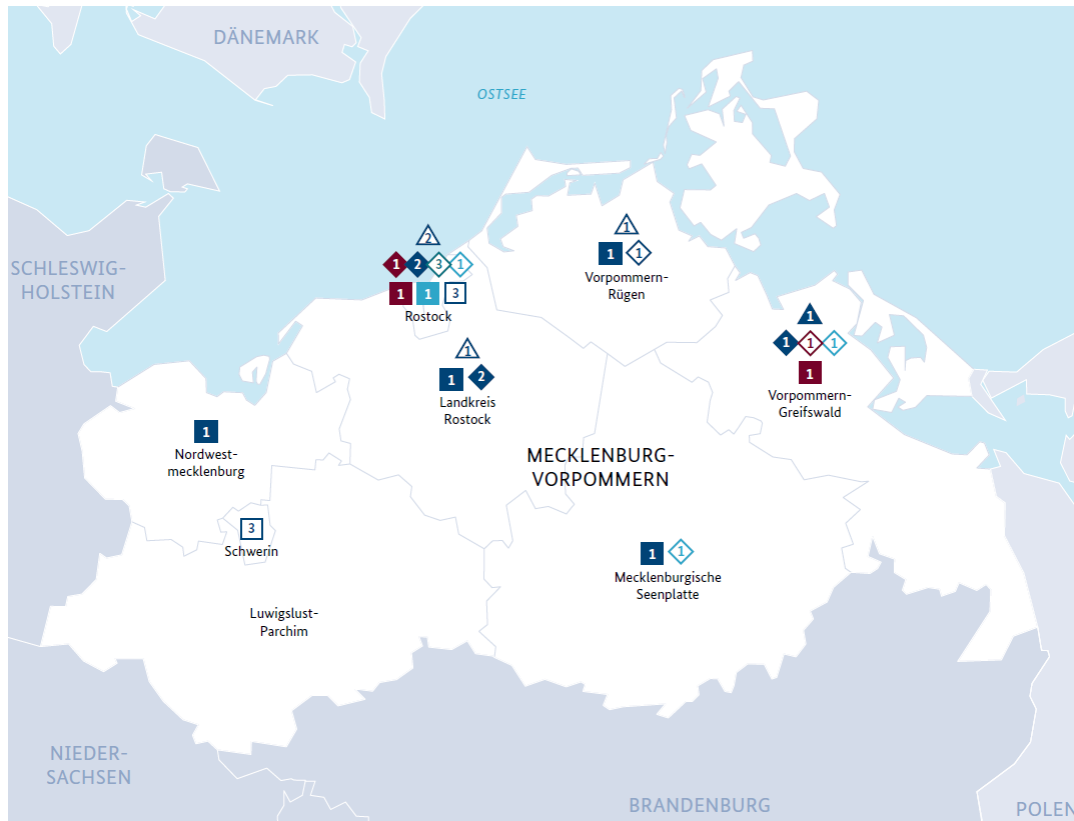 DÄNEMARK
OSTSEE
SCHLESWIG-
HOLSTEIN
2
1 2 3 1
1 1 3
Rostock
1
1 1
Vorpommern-
Rügen
1
1 1 1
1
Vorpommern-
Greifswald
1
1 2
Landkreis
Rostock
1
Nordwest-
mecklenburg
MECKLENBURG-
VORPOMMERN
3
Schwerin
1 1
Mecklenburgische
Seenplatte
Luwigslust-
Parchim
NIEDER-
SACHSEN
BRANDENBURG
POLEN